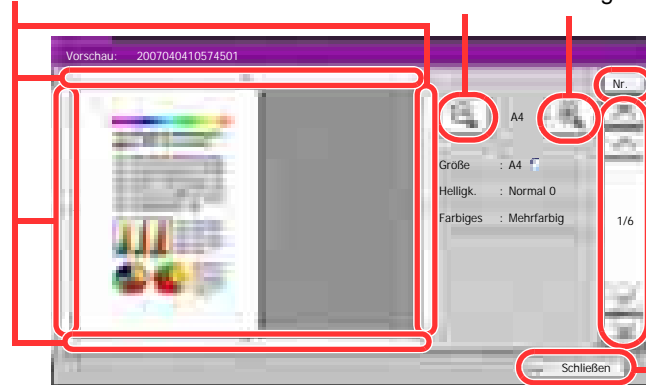 Vorschau: 2007040410574501
Nr.
A4
Größe : A4
Helligk. : Normal 0
Farbiges : Mehrfarbig
1/6
Schließen